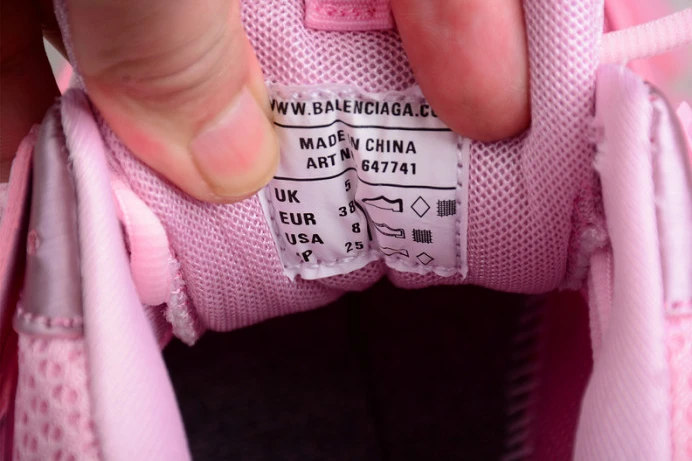 WWW.BALENCIAGA.C
MADE N CHINA
ART N 647741
UK 5
EUR 38
USA 8
P 25